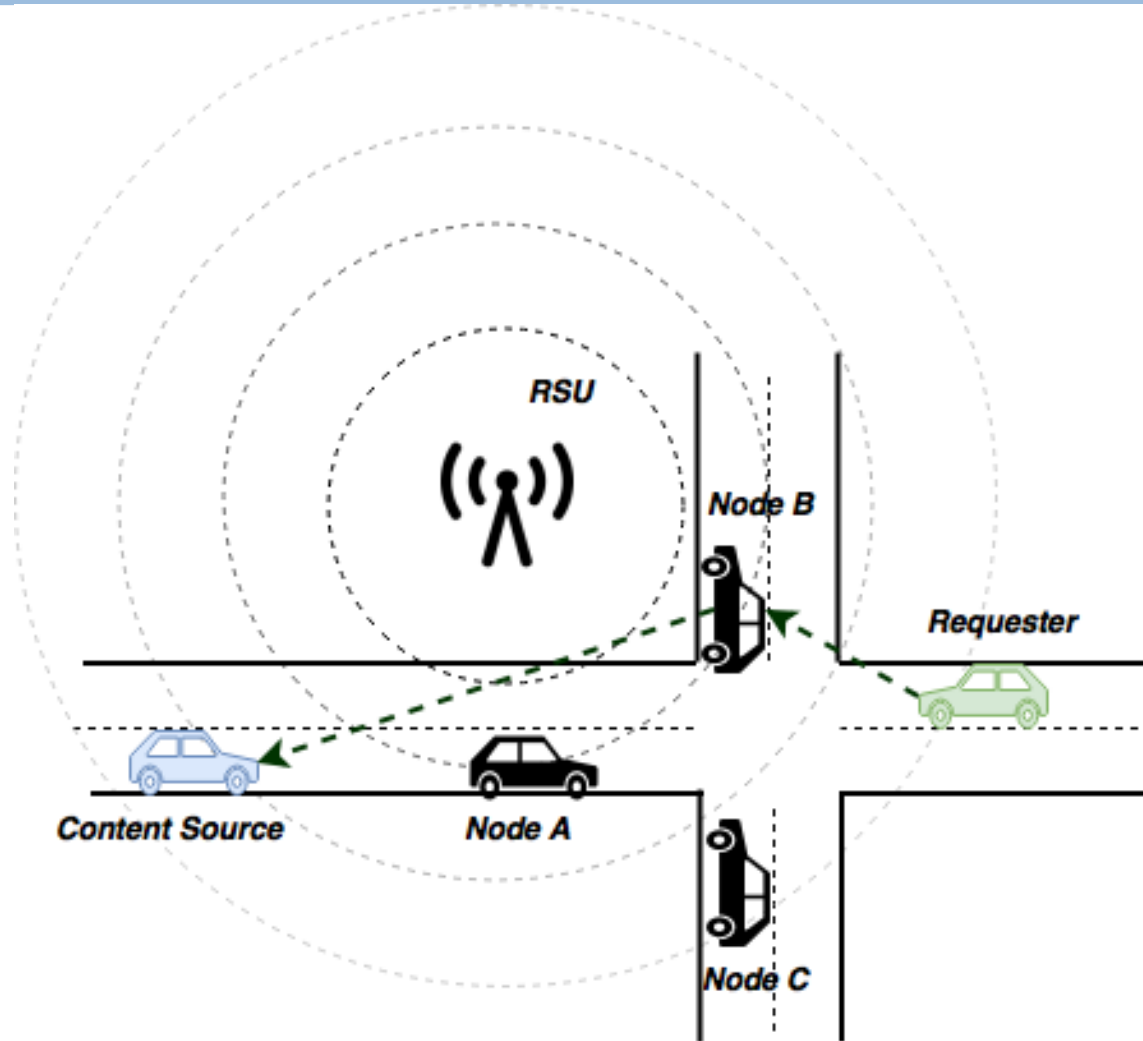 RSU
Node B
Requester
Content Source
Node A
Node C